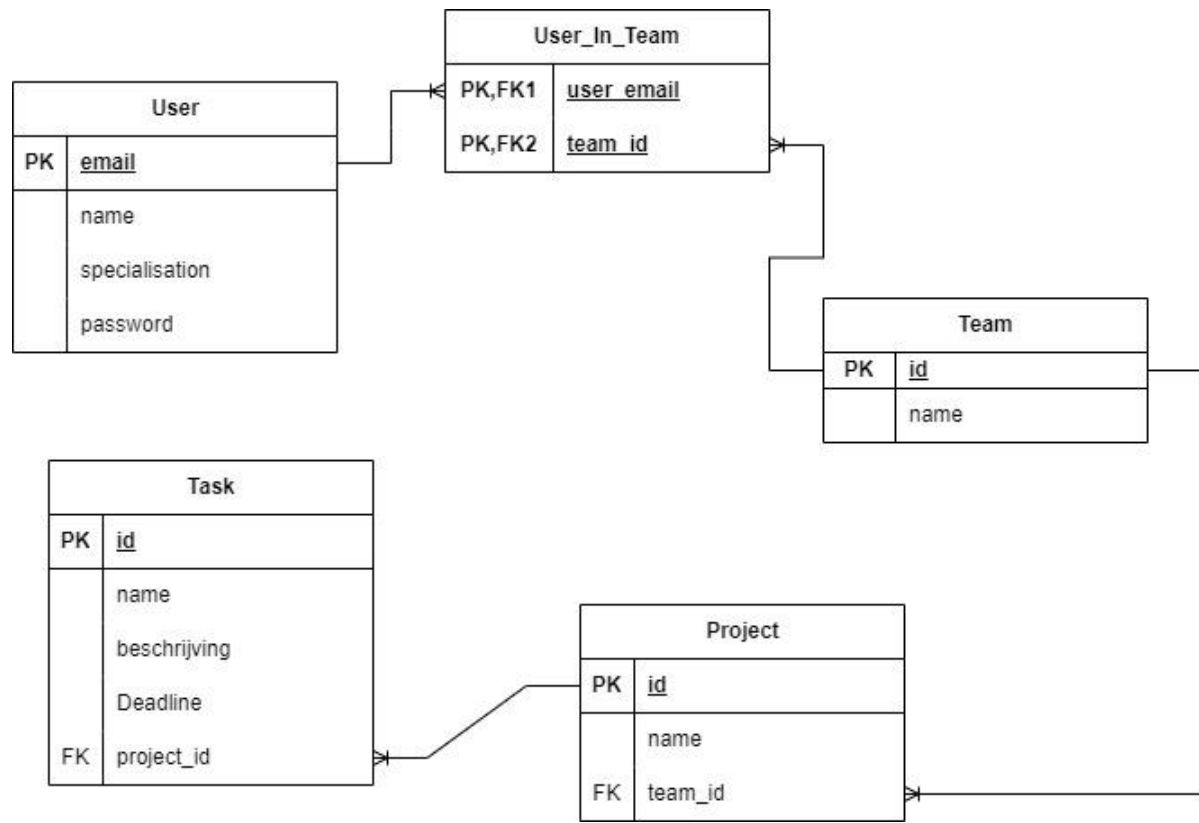 User_In_Team
PK,FK1 user_email
PK,FK2 team_id
User
PK email
name
specialisation
password
Team
PK id
name
Task
PK id
name
beschrijving
Deadline
FK project_id
Project
PK id
name
FK team_id